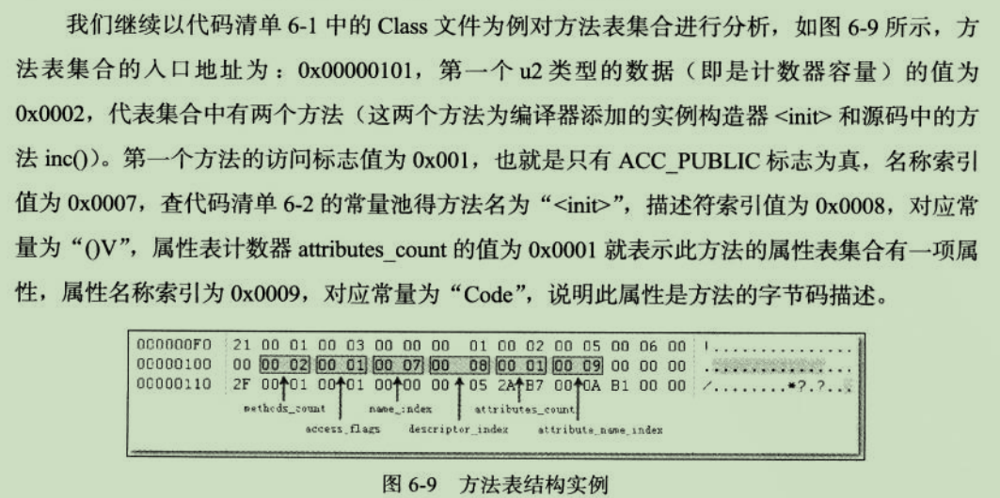 我们继续以代码清单 6-1 中的 Class 文件为例对方法表集合进行分析，如图 6-9 所示，方
法表集合的入口地址为：0x00000101，第一个 u2 类型的数据（即是计数器容量）的值为
0x0002，代表集合中有两个方法（这两个方法为编译器添加的实例构造器 <init> 和源码中的方
法 inc()）。第一个方法的访问标志值为 0x001，也就是只有 ACC_PUBLIC 标志为真，名称索引
值为 0x0007，查代码清单 6-2 的常量池得方法名为“<init>”，描述符索引值为 0x0008，对应常
量为“()V”，属性表计数器 attributes_count 的值为 0x0001 就表示此方法的属性表集合有一项属
性，属性名称索引为 0x0009，对应常量为“Code”，说明此属性是方法的字节码描述。
000000F0 21 00 01 00 03 00 00 00 01 00 02 00 05 00 06 00 !..............
00000100 00 00 02 00 01 00 07 00 08 00 01 00 09 00 00 00 ................
00000110 2F 00 01 00 01 00 00 00 05 2A B7 00 0A B1 00 00 /........*?.?...
methods_count name_index attributes_count
access_flags descriptor_index attribute_name_index
图 6-9 方法表结构实例